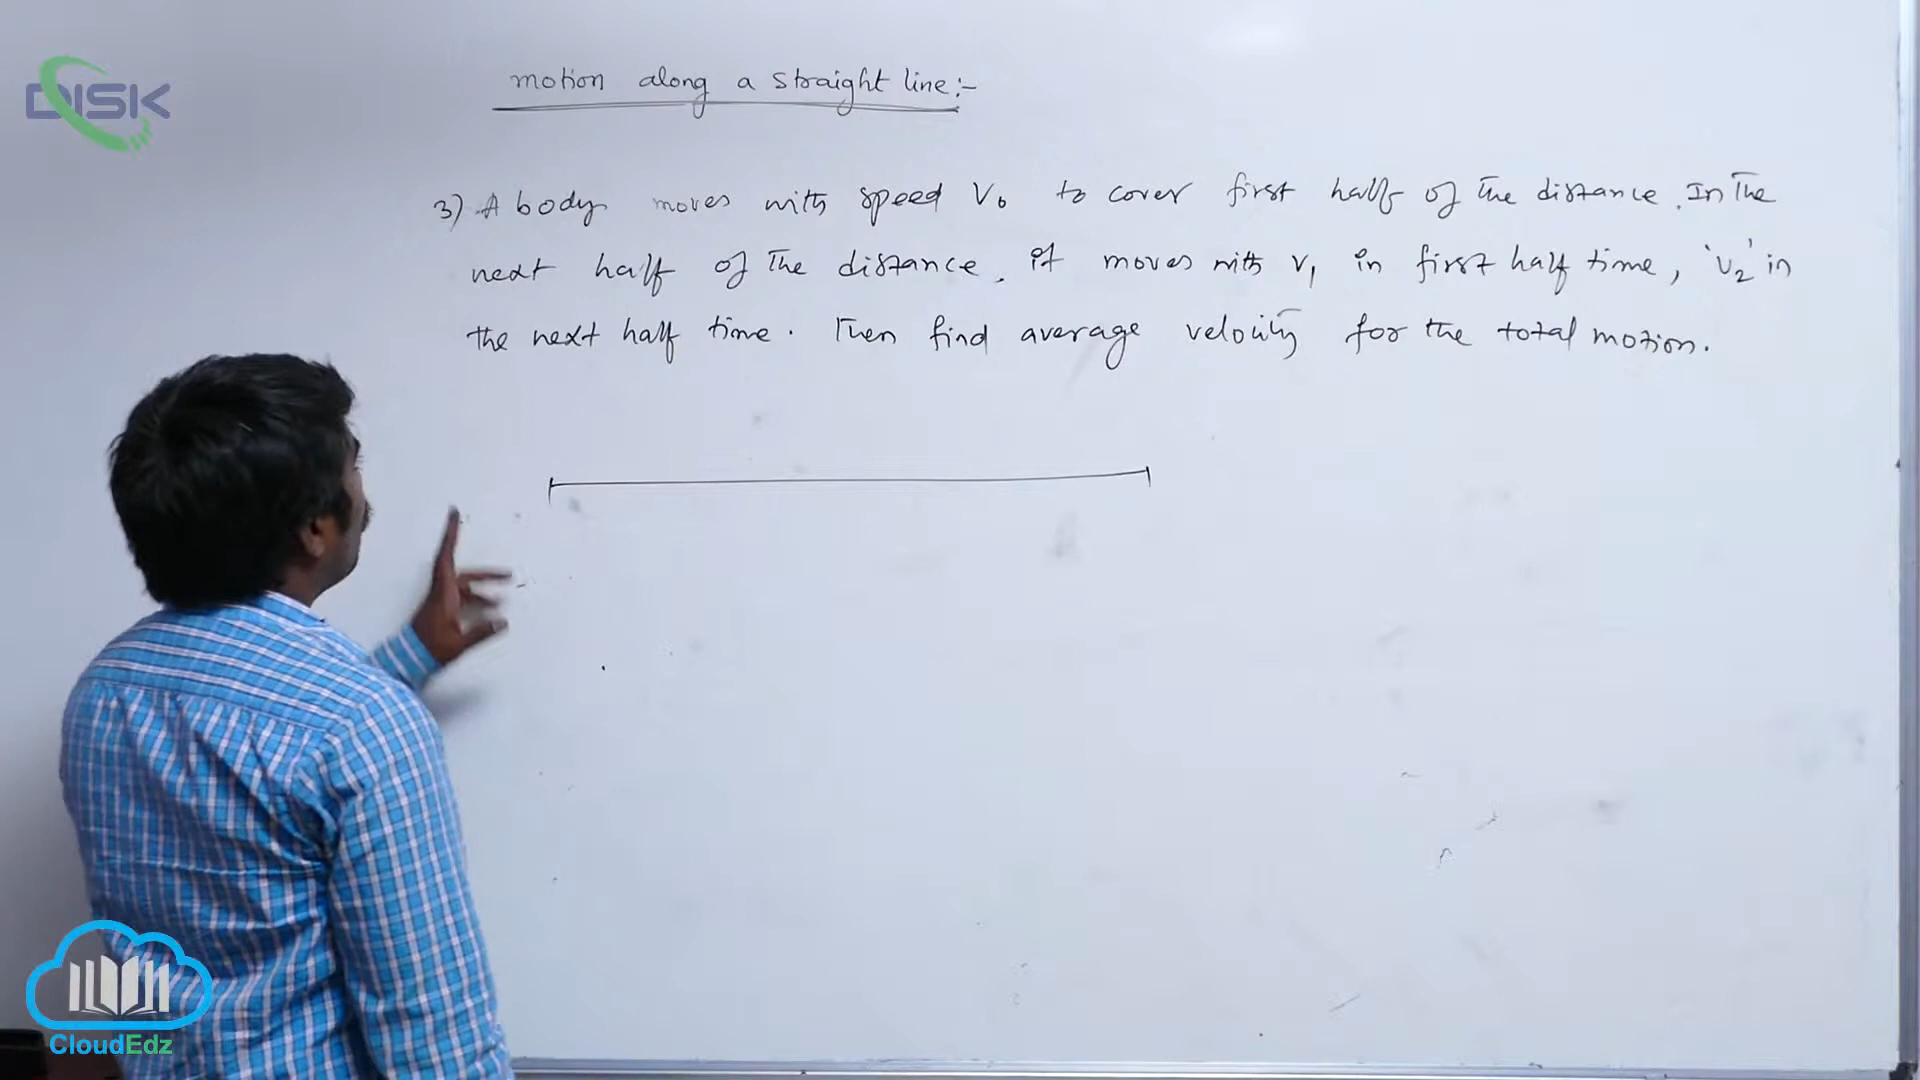 DISK
motion along a straight line:-
3) A body moves with speed V₀ to cover first half of the distance. In the
next half of the distance, it moves with v₁ in first half time, 'v₂' in
the next half time. Then find average velocity for the total motion.
CloudEdz